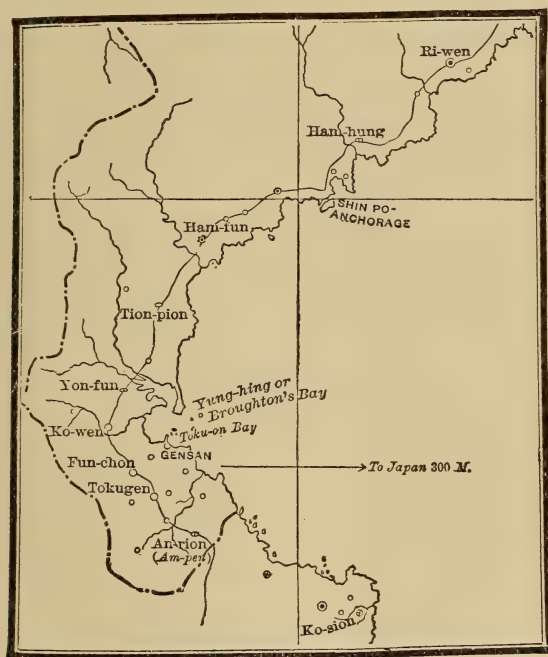 Ri-wen
Ham-hung
SHIN PO-
ANCHORAGE
Ham-fun
Tion-pion
Yon-fun
Yung-hing or
Broughton's Bay
Ko-wen
Toku-on Bay
GENSAN
Fun-chon
To Japan 300 M.
Tokugen
An-rion
(Am-pen)
Ko-sion